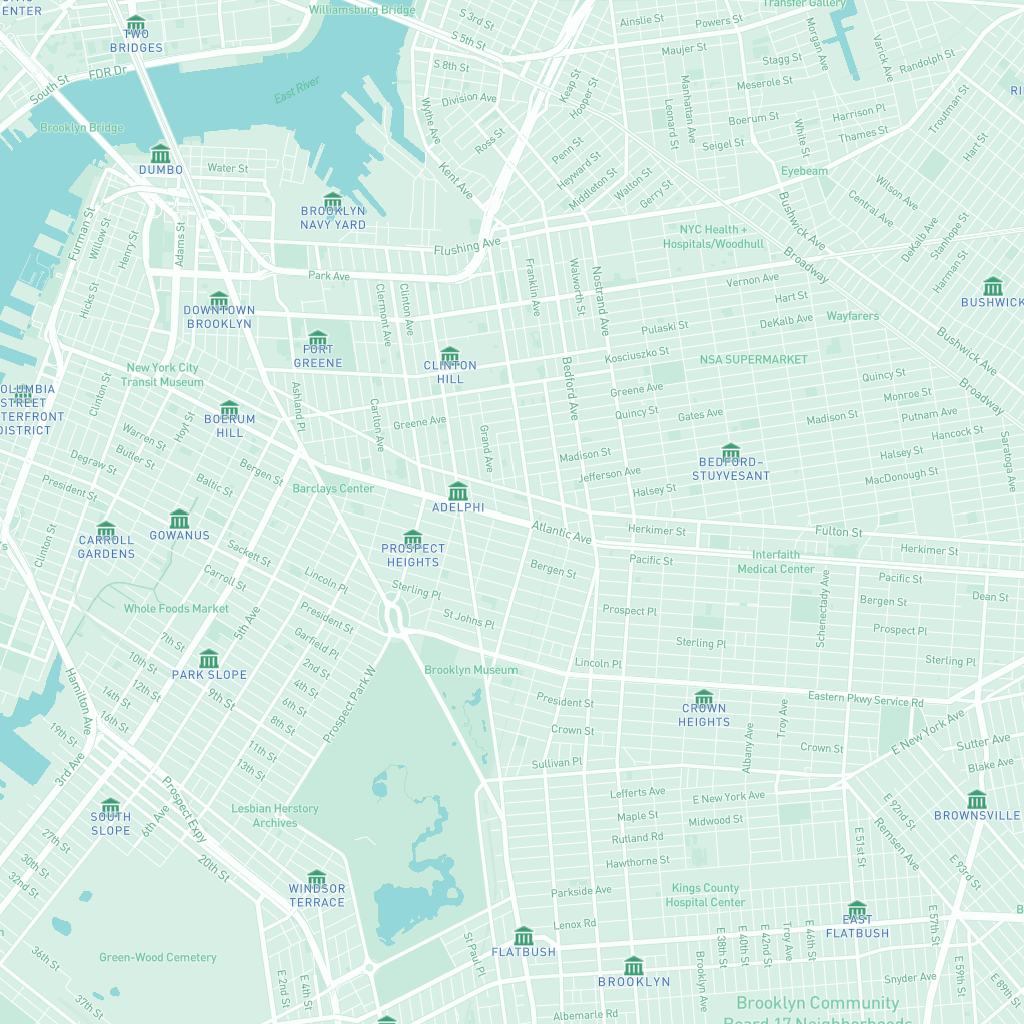 CENTER
Williamsburg Bridge
S 3rd St
Ainslie St
Powers St
Transfer Gallery
TWO
BRIDGES
S 5th St
Maujer St
Morgan Ave
Varick Ave
S 8th St
Stagg St
Randolph St
FDR Dr
South St
East River
Keap St
Hooper St
Manhattan Ave
Meserole St
Division Ave
Wythe Ave
Leonard St
Boerum St
Harrison Pl
Troutman St
Brooklyn Bridge
Ross St
White St
Thames St
Seigel St
Hart St
DUMBO
Water St
Penn St
Heyward St
Middleton St
Walton St
Gerry St
Eyebeam
Kent Ave
Wilson Ave
Central Ave
BROOKLYN
NAVY YARD
Furman St
Willow St
Henry St
Adams St
Flushing Ave
NYC Health +
Hospitals/Woodhull
Bushwick Ave
Broadway
DeKalb Ave
Stanhope St
Harman St
Park Ave
Hicks St
Clermont Ave
Clinton Ave
Franklin Ave
Walworth St
Nostrand Ave
Vernon Ave
Hart St
BUSHWICK
DOWNTOWN
BROOKLYN
Pulaski St
DeKalb Ave
Wayfarers
FORT
GREENE
CLINTON
HILL
Kosciuszko St
NSA SUPERMARKET
Bushwick Ave
New York City
Transit Museum
Bedford Ave
Quincy St
Broadway
COLUMBIA
STREET
WATERFRONT
DISTRICT
Clinton St
Ashland Pl
Greene Ave
Monroe St
Hoyt St
BOERUM
HILL
Carlton Ave
Greene Ave
Quincy St
Gates Ave
Madison St
Putnam Ave
Warren St
Grand Ave
Hancock St
Saratoga Ave
Butler St
Degraw St
Bergen St
Madison St
BEDFORD-
STUYVESANT
Halsey St
Jefferson Ave
MacDonough St
Baltic St
President St
Barclays Center
Halsey St
ADELPHI
CARROLL
GARDENS
GOWANUS
Atlantic Ave
Herkimer St
Fulton St
Clinton St
PROSPECT
HEIGHTS
Herkimer St
Sackett St
Pacific St
Interfaith
Medical Center
Carroll St
Lincoln Pl
Sterling Pl
Bergen St
Pacific St
Dean St
Whole Foods Market
5th Ave
President St
St Johns Pl
Prospect Pl
Schenectady Ave
Bergen St
Prospect Pl
7th St
Garfield Pl
Sterling Pl
10th St
2nd St
Brooklyn Museum
Lincoln Pl
Sterling Pl
PARK SLOPE
12th St
14th St
9th St
4th St
6th St
Prospect Park W
Hamilton Ave
16th St
8th St
President St
CROWN
HEIGHTS
Eastern Pkwy Service Rd
Troy Ave
19th St
11th St
Crown St
Albany Ave
Crown St
E New York Ave
Sutter Ave
3rd Ave
13th St
Sullivan Pl
Blake Ave
Prospect Expy
6th Ave
Lefferts Ave
E New York Ave
Lesbian Herstory
Archives
SOUTH
SLOPE
Maple St
Midwood St
E 92nd St
BROWNSVILLE
27th St
Rutland Rd
E 51st St
Remsen Ave
30th St
32nd St
20th St
Hawthorne St
E 93rd St
WINDSOR
TERRACE
Parkside Ave
Kings County
Hospital Center
Lenox Rd
EAST
FLATBUSH
E 57th St
36th St
Green-Wood Cemetery
St Paul Pl
FLATBUSH
E 38th St
E 40th St
E 42nd St
Troy Ave
E 46th St
E 2nd St
E 4th St
BROOKLYN
Brooklyn Ave
Snyder Ave
E 59th St
E 89th St
37th St
Albemarle Rd
Brooklyn Community
Board 17 Neighborhoods